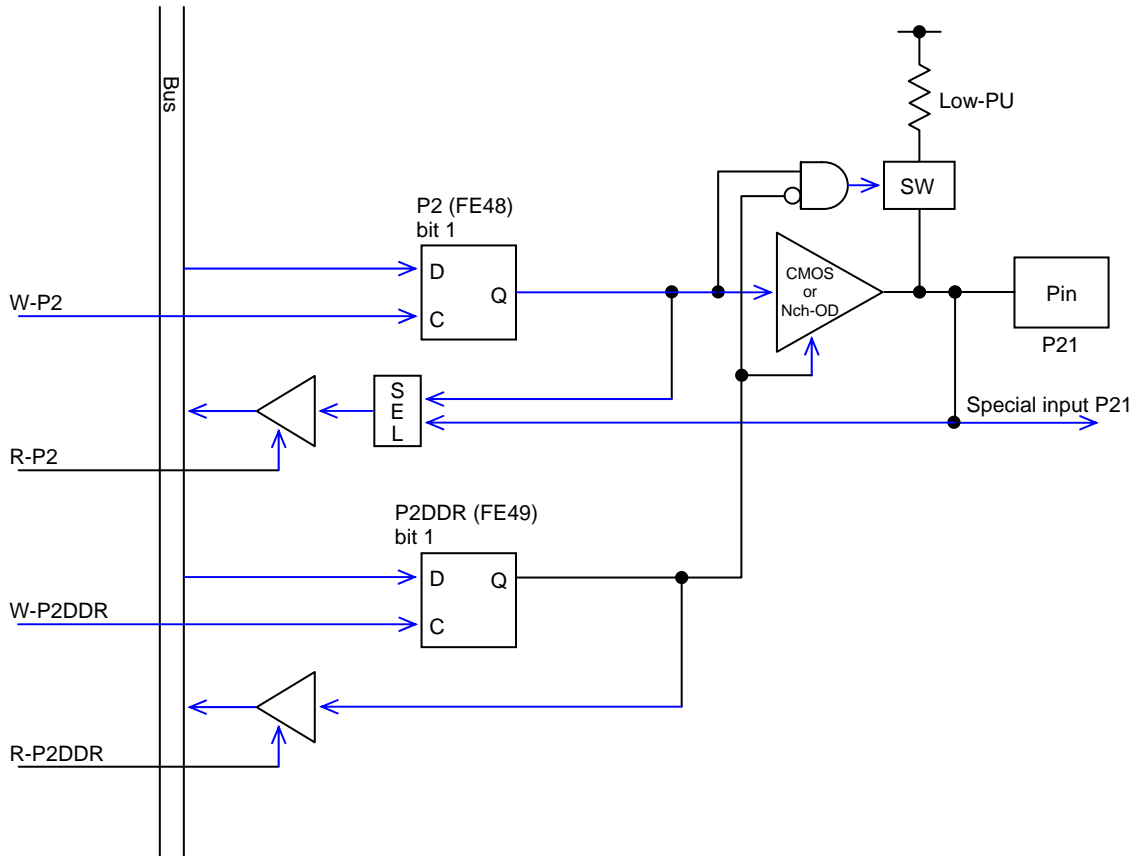 Bus
Low-PU
SW
P2 (FE48)
bit 1
D
Q
C
W-P2
CMOS
or
Nch-OD
Pin
P21
S
E
L
Special input P21
R-P2
P2DDR (FE49)
bit 1
D
Q
C
W-P2DDR
R-P2DDR